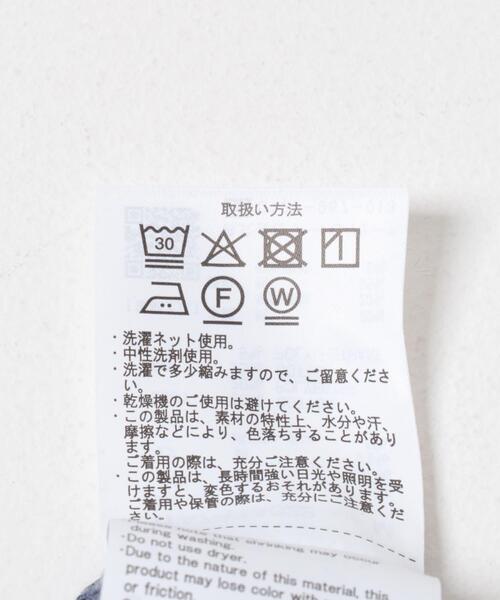 取扱い方法
30
F
W
・洗濯ネット使用。
・中性洗剤使用。
・洗濯で多少縮みますので、ご留意くださ
い。
・乾燥機のご使用は避けてください。
・この製品は、素材の特性上、水分や汗、
摩擦などにより、色落ちすることがあり
ます。
ご着用の際は、充分ご注意ください。
・この製品は、長時間強い日光や照明を受
けますと、変色するおそれがあります。
ご着用や保管の際は、充分にご注意くだ
さい。
note that shrinking may occur
during washing.
・Do not use dryer.
・Due to the nature of this material, this
product may lose color with
or friction.